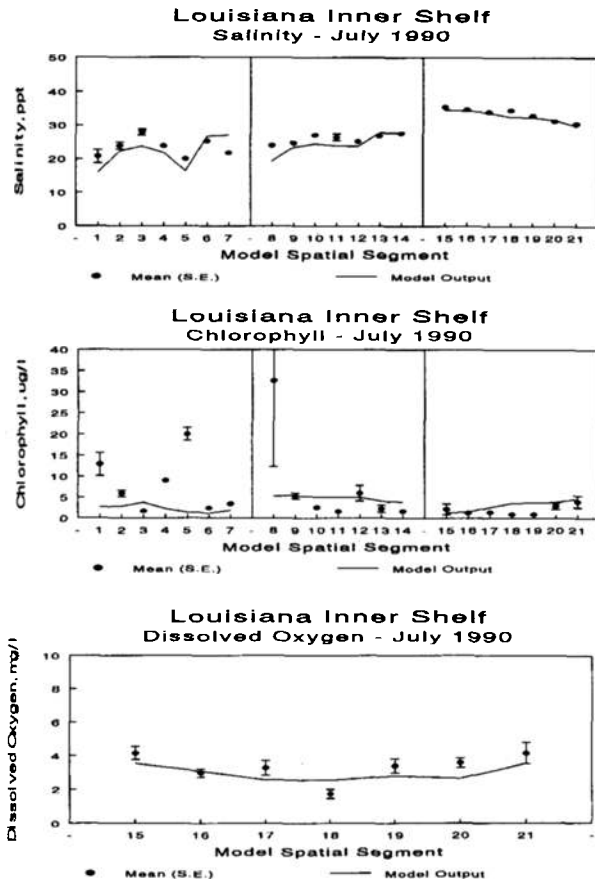 Louisiana Inner Shelf
Salinity - July 1990
Salinity, ppt
50
40
30
20
10
0
- 1 2 3 4 5 6 7 - 8 9 10 11 12 13 14 - 15 16 17 18 19 20 21
Model Spatial Segment
Mean (S.E.) Model Output
Louisiana Inner Shelf
Chlorophyll - July 1990
Chlorophyll, ug/l
40
35
30
25
20
15
10
5
0
- 1 2 3 4 5 6 7 - 8 9 10 11 12 13 14 - 15 16 17 18 19 20 21
Model Spatial Segment
Mean (S.E.) Model Output
Louisiana Inner Shelf
Dissolved Oxygen - July 1990
Dissolved Oxygen, mg/l
10
8
6
4
2
0
- 15 16 17 18 19 20 21 -
Model Spatial Segment
Mean (S.E.) Model Output